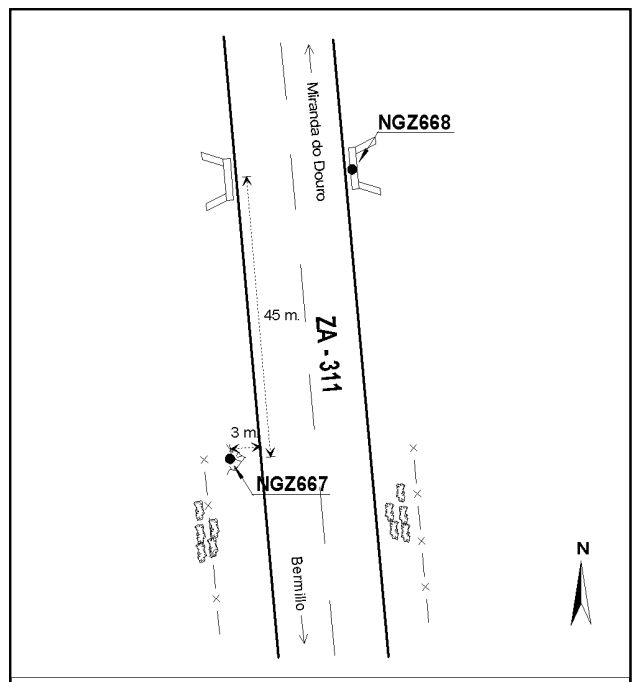 Miranda do Douro
NGZ668
45 m.
ZA - 311
3 m.
NGZ667
Bermillo
N